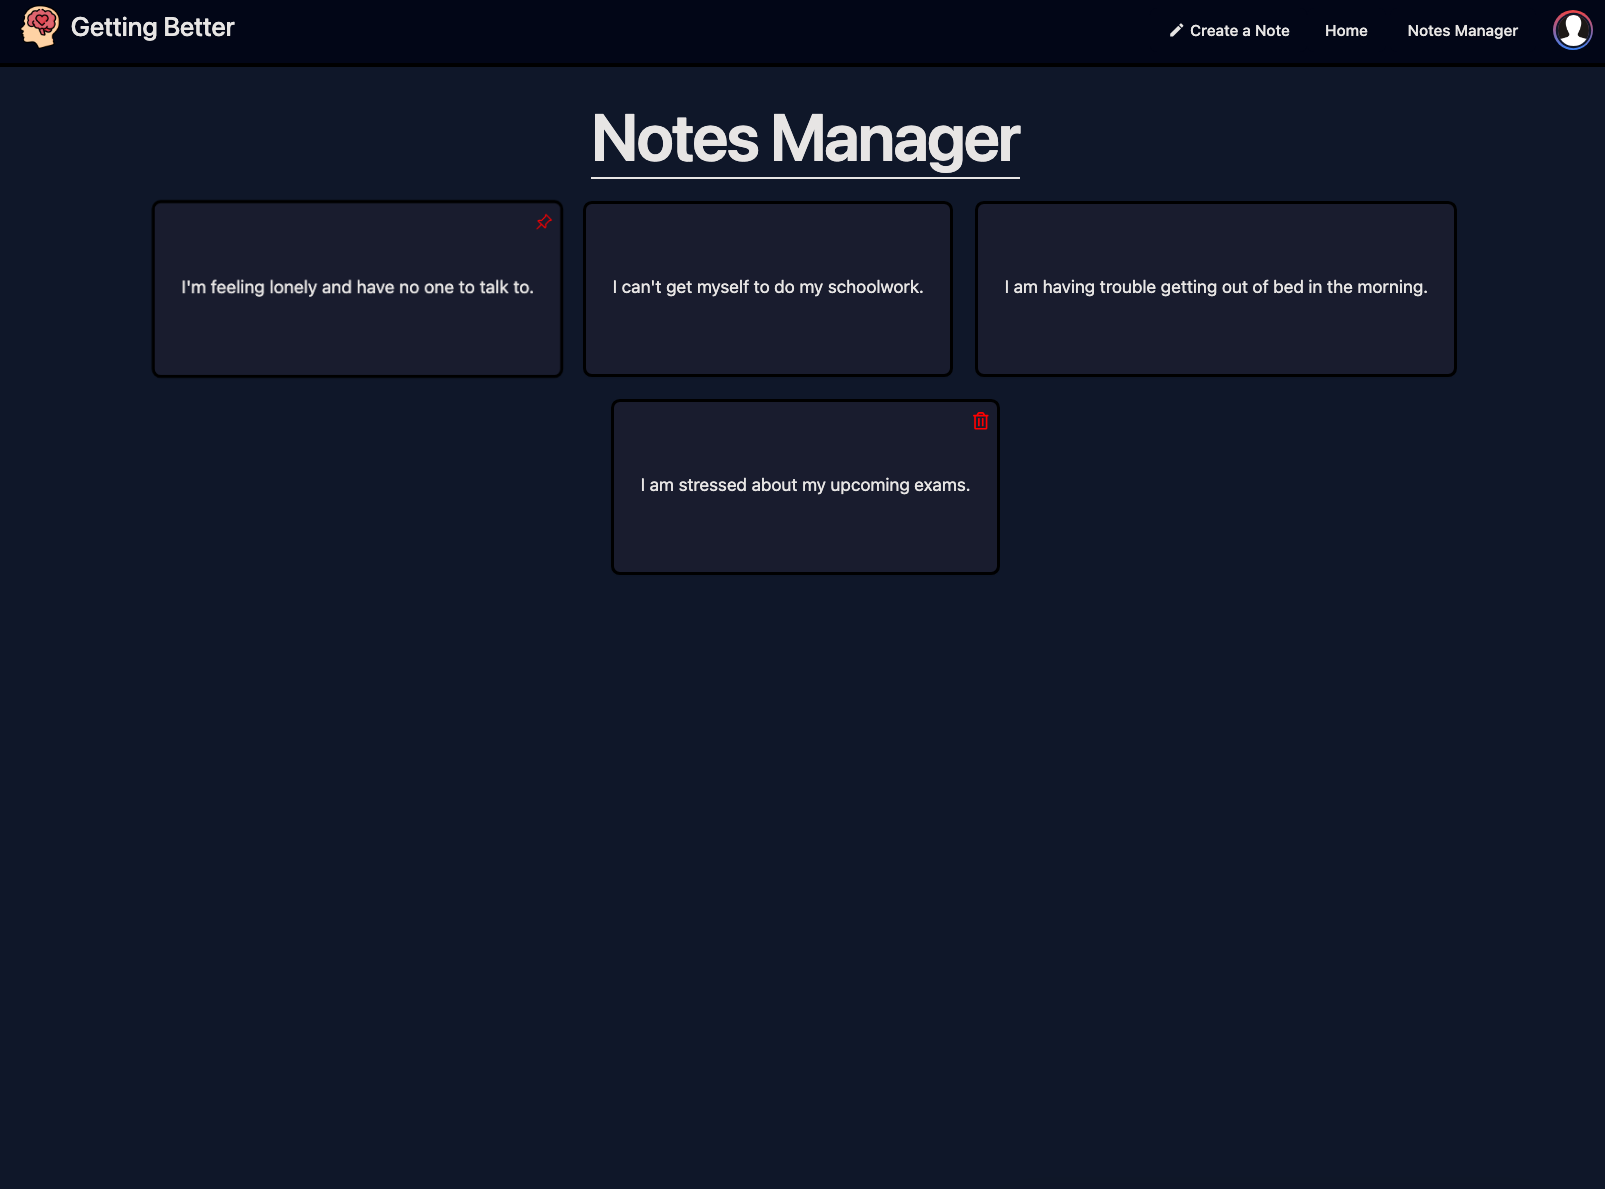 Getting Better
Create a Note
Home
Notes Manager
Notes Manager
I'm feeling lonely and have no one to talk to.
I can't get myself to do my schoolwork.
I am having trouble getting out of bed in the morning.
I am stressed about my upcoming exams.